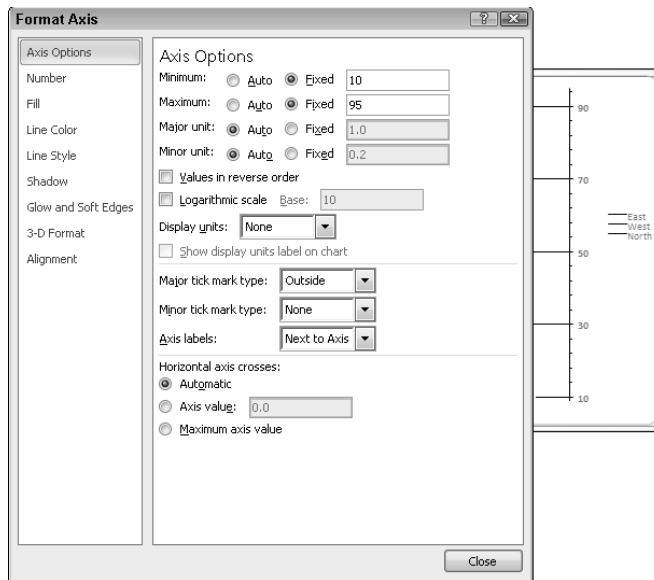 Format Axis
Axis Options
Number
Fill
Line Color
Line Style
Shadow
Glow and Soft Edges
3-D Format
Alignment
Axis Options
Minimum: Auto Fixed 10
Maximum: Auto Fixed 95
Major unit: Auto Fixed 1.0
Minor unit: Auto Fixed 0.2
Values in reverse order
Logarithmic scale Base: 10
Display units: None
Show display units label on chart
Major tick mark type: Outside
Minor tick mark type: None
Axis labels: Next to Axis
Horizontal axis crosses:
Automatic
Axis value: 0.0
Maximum axis value
Close
90
70
50
30
10
East
West
North